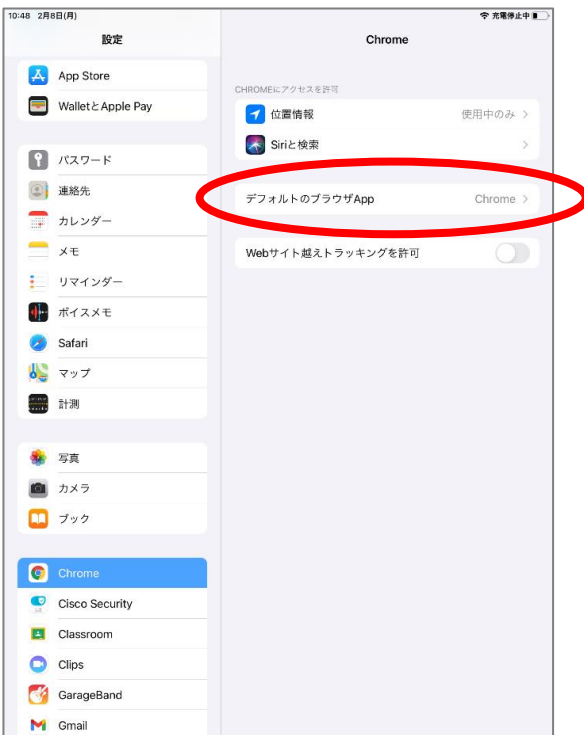 10:48 2月8日(月)
充電停止中
設定
App Store
WalletとApple Pay
パスワード
連絡先
カレンダー
メモ
リマインダー
ボイスメモ
Safari
マップ
計測
写真
カメラ
ブック
Chrome
Cisco Security
Classroom
Clips
GarageBand
Gmail
Chrome
CHROMEにアクセスを許可
位置情報 使用中のみ
Siriと検索
デフォルトのブラウザApp Chrome
Webサイト越えトラッキングを許可